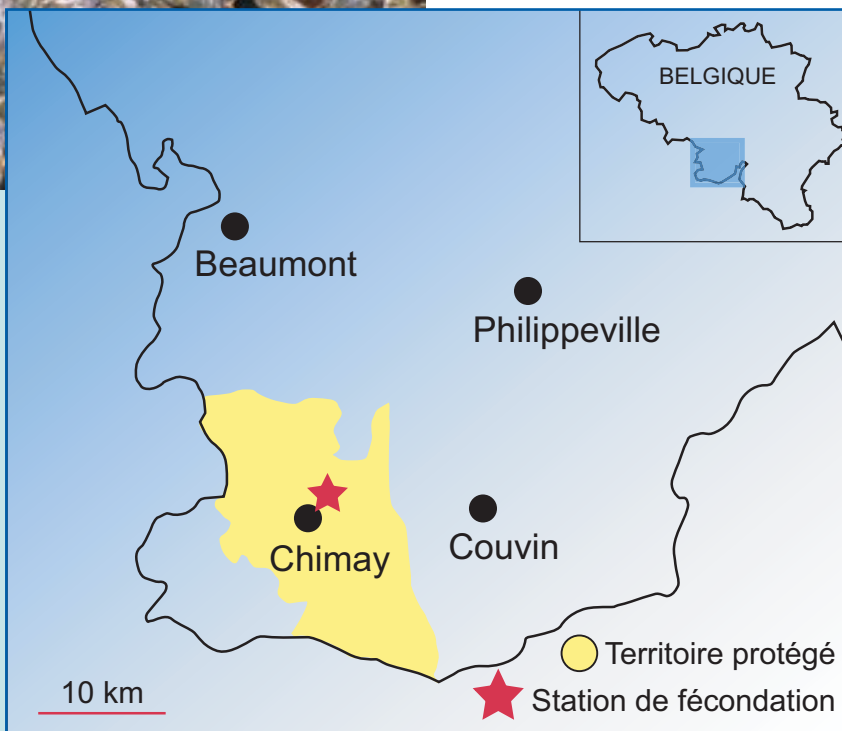 BELGIQUE
Beaumont
Philippeville
Chimay
Couvin
Territoire protégé
10 km
Station de fécondation